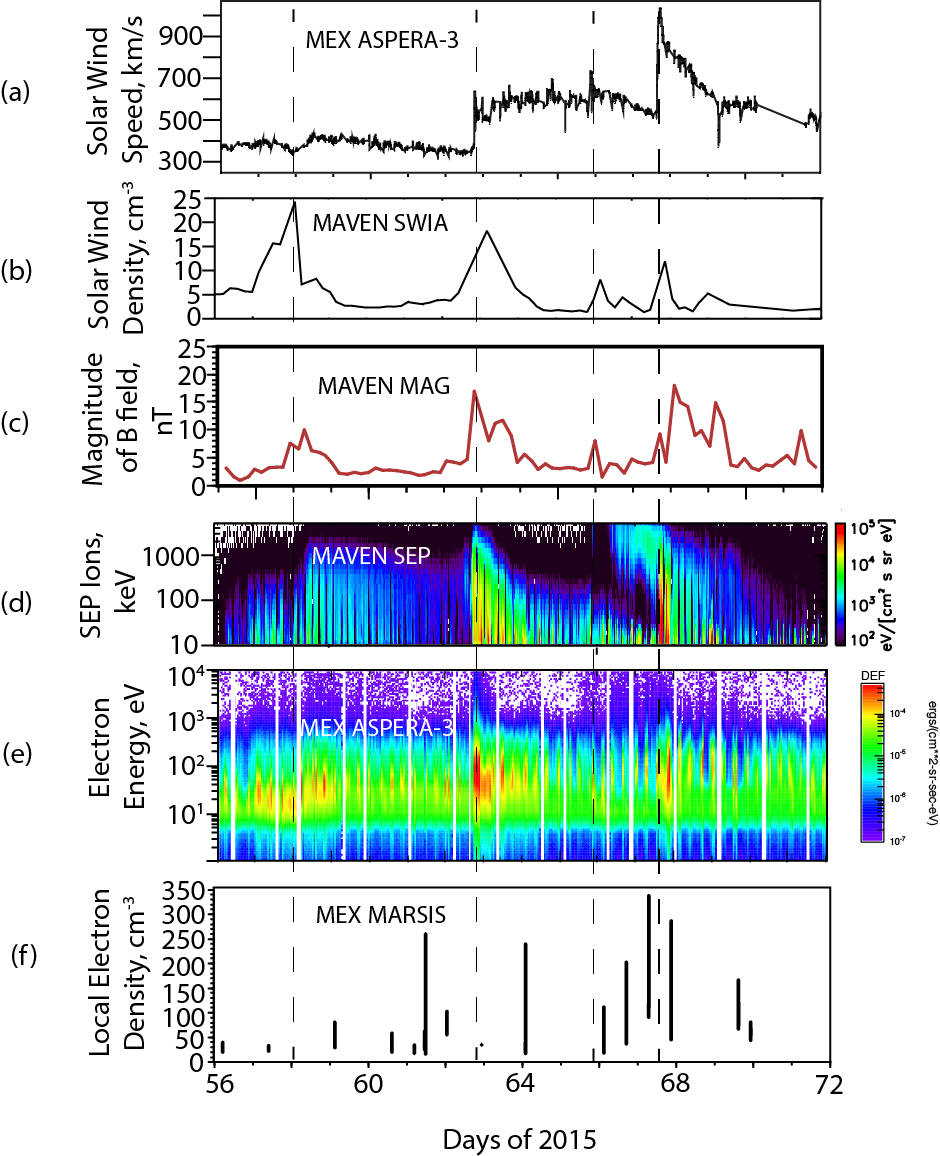 (a)
Solar Wind
Speed, km/s
900
700
500
300
MEX ASPERA-3
(b)
Solar Wind
Density, cm-3
25
20
15
10
5
0
MAVEN SWIA
(c)
Magnitude
of B field,
nT
25
20
15
10
5
0
MAVEN MAG
(d)
SEP Ions,
keV
1000
100
10
MAVEN SEP
10^5
10^4
10^3
10^2
eV/[cm² s sr eV]
(e)
Electron
Energy, eV
10^4
10^3
10^2
10^1
MEX ASPERA-3
DEF
10^-4
10^-5
10^-6
10^-7
ergs/(cm**2-sr-sec-eV)
(f)
Local Electron
Density, cm-3
350
300
250
200
150
100
50
0
MEX MARSIS
56 60 64 68 72
Days of 2015